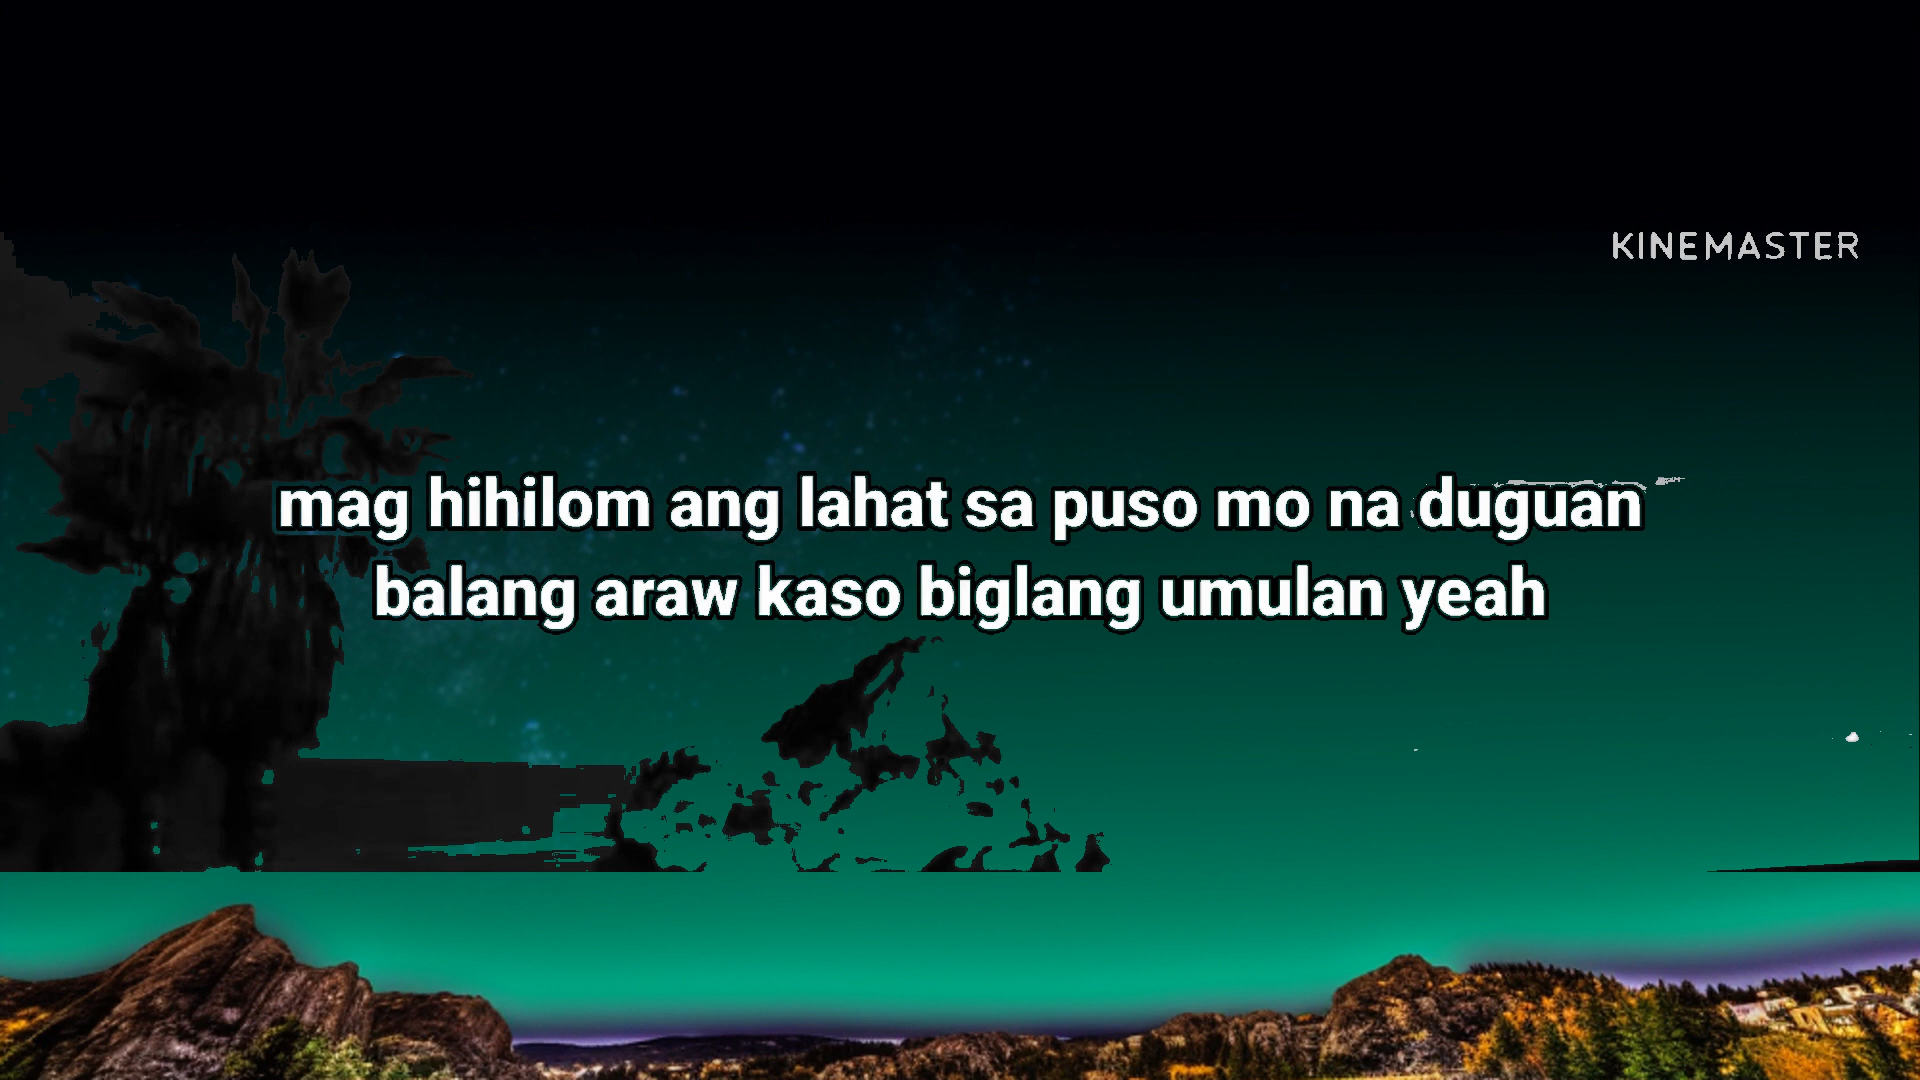 KINEMASTER
mag hihilom ang lahat sa puso mo na duguan
balang araw kaso biglang umulan yeah